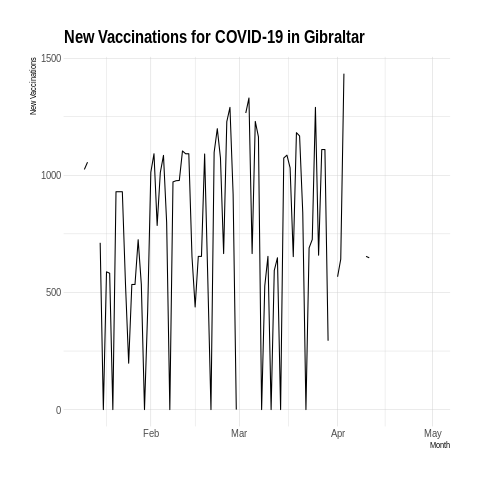 New Vaccinations for COVID-19 in Gibraltar
New Vaccinations
1500
1000
500
0
Feb Mar Apr May
Month